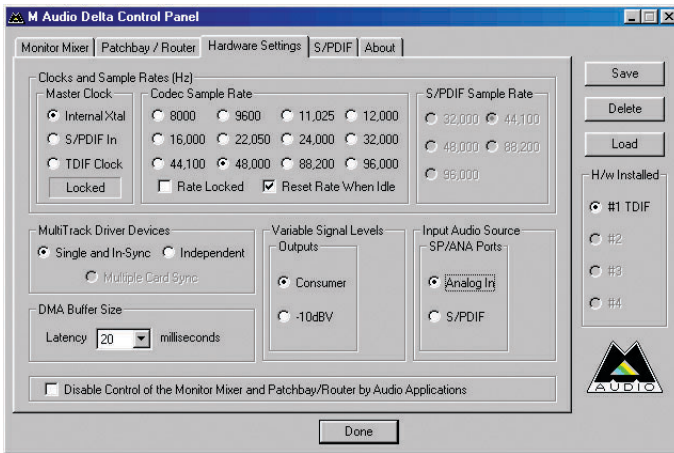 M Audio Delta Control Panel
Monitor Mixer Patchbay / Router Hardware Settings S/PDIF About
Clocks and Sample Rates (Hz)
Master Clock
Internal Xtal
S/PDIF In
TDIF Clock
Locked
Codec Sample Rate
8000 9600 11,025 12,000
16,000 22,050 24,000 32,000
44,100 48,000 88,200 96,000
Rate Locked Reset Rate When Idle
S/PDIF Sample Rate
32,000 44,100
48,000 88,200
96,000
MultiTrack Driver Devices
Single and In-Sync Independent
Multiple Card Sync
DMA Buffer Size
Latency 20 milliseconds
Variable Signal Levels
Outputs
Consumer
-10dBV
Input Audio Source
SP/ANA Ports
Analog In
S/PDIF
Disable Control of the Monitor Mixer and Patchbay/Router by Audio Applications
Save
Delete
Load
H/w Installed
#1 TDIF
#2
#3
#4
M
AUDIO
Done